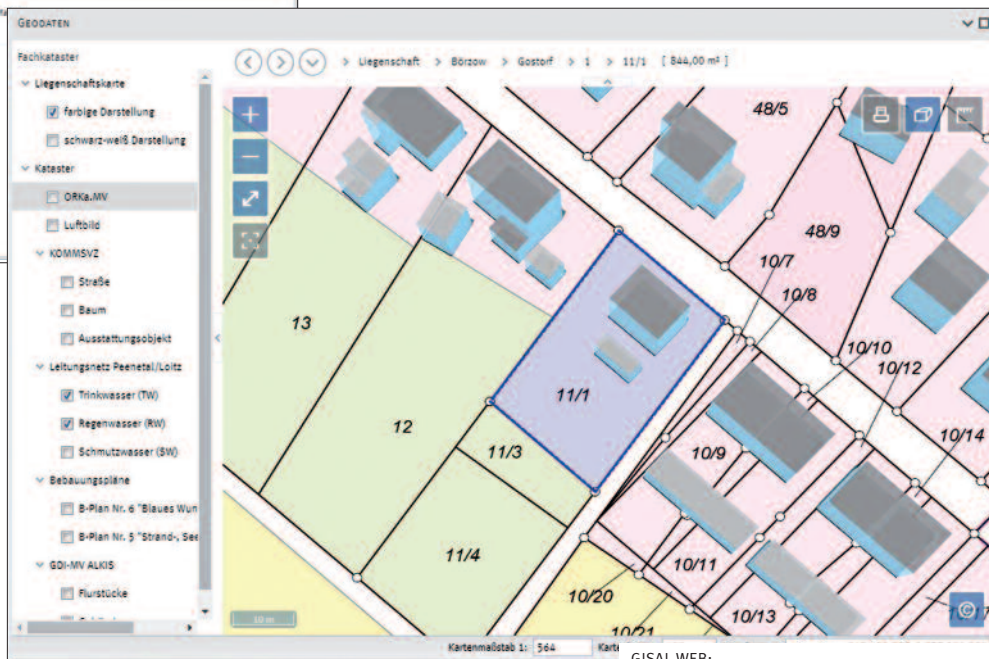 GEODATEN
Fachkataster
> Liegenschaft > Börzow > Gostorf > 1 > 11/1 [ 844,00 m² ]
Liegenschaftskarte
farbige Darstellung
schwarz-weiß Darstellung
Kataster
ORKa.MV
Luftbild
KOMMSVZ
Straße
Baum
Ausstattungsobjekt
Leitungsnetz Peenetal/Loitz
Trinkwasser (TW)
Regenwasser (RW)
Schmutzwasser (SW)
Bebauungspläne
B-Plan Nr. 6 "Blaues Wun
B-Plan Nr. 5 "Strand-, See
GDI-MV ALKIS
Flurstücke
48/5
48/9
10/7
10/8
13
10/10
10/12
11/1
12
10/14
11/3
10/9
11/4
10/11
10/20
10/13
10/21
©
10 m
Kartenmaßstab 1: 564
GISAL WEB: